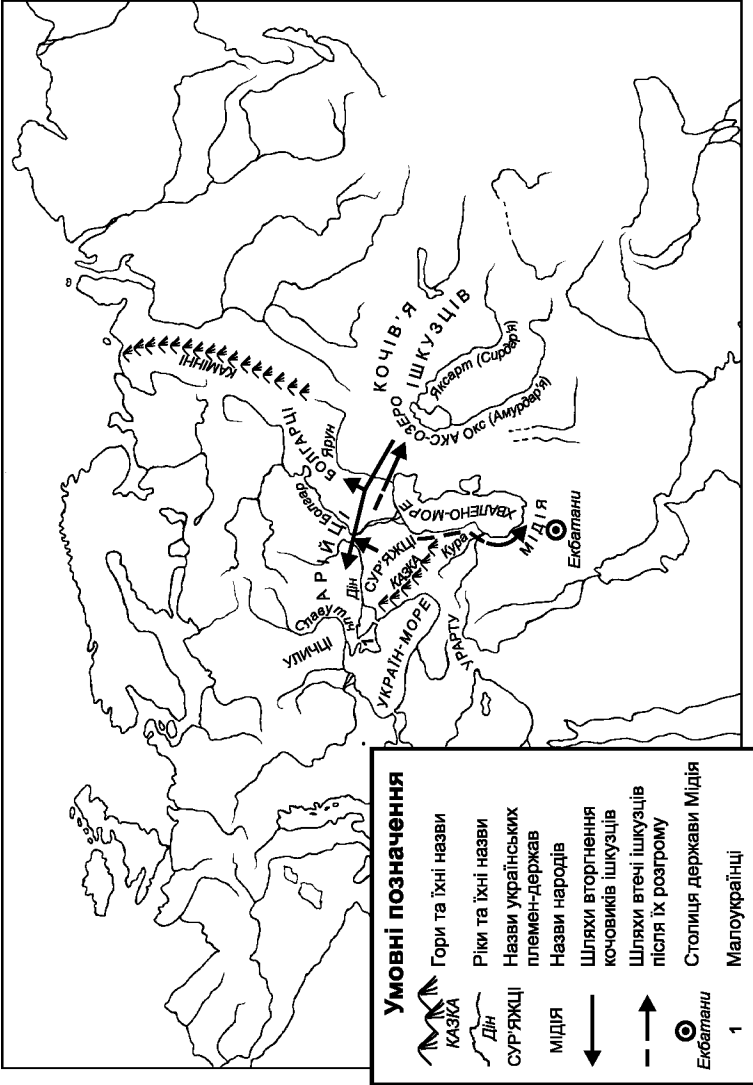 КАМІННІ
БОЛГАРЦІ
Ярун
Болгар
КОЧІВ'Я
ІШКУЗЦІВ
АКС-ОЗЕРО
Яксарт (Сирдар'я)
Окс (Амурдар'я)
АРІЙЦІ
Славутич
Дін
УЛИЧЦІ
1
СУР'ЯЖЦІ
КАЗКА
Кура
ХВАЛЕНО-МОРЕ
УКРАЇН-МОРЕ
УРАРТУ
МІДІЯ
Екбатани
Умовні позначення
КАЗКА Гори та їхні назви
Дін Ріки та їхні назви
СУР'ЯЖЦІ Назви українських
племен-держав
МІДІЯ Назви народів
Шляхи вторгнення
кочовиків ішкузців
Шляхи втечі ішкузців
після їх розгрому
Екбатани Столиця держави Мідія
1 Малоукраїнці